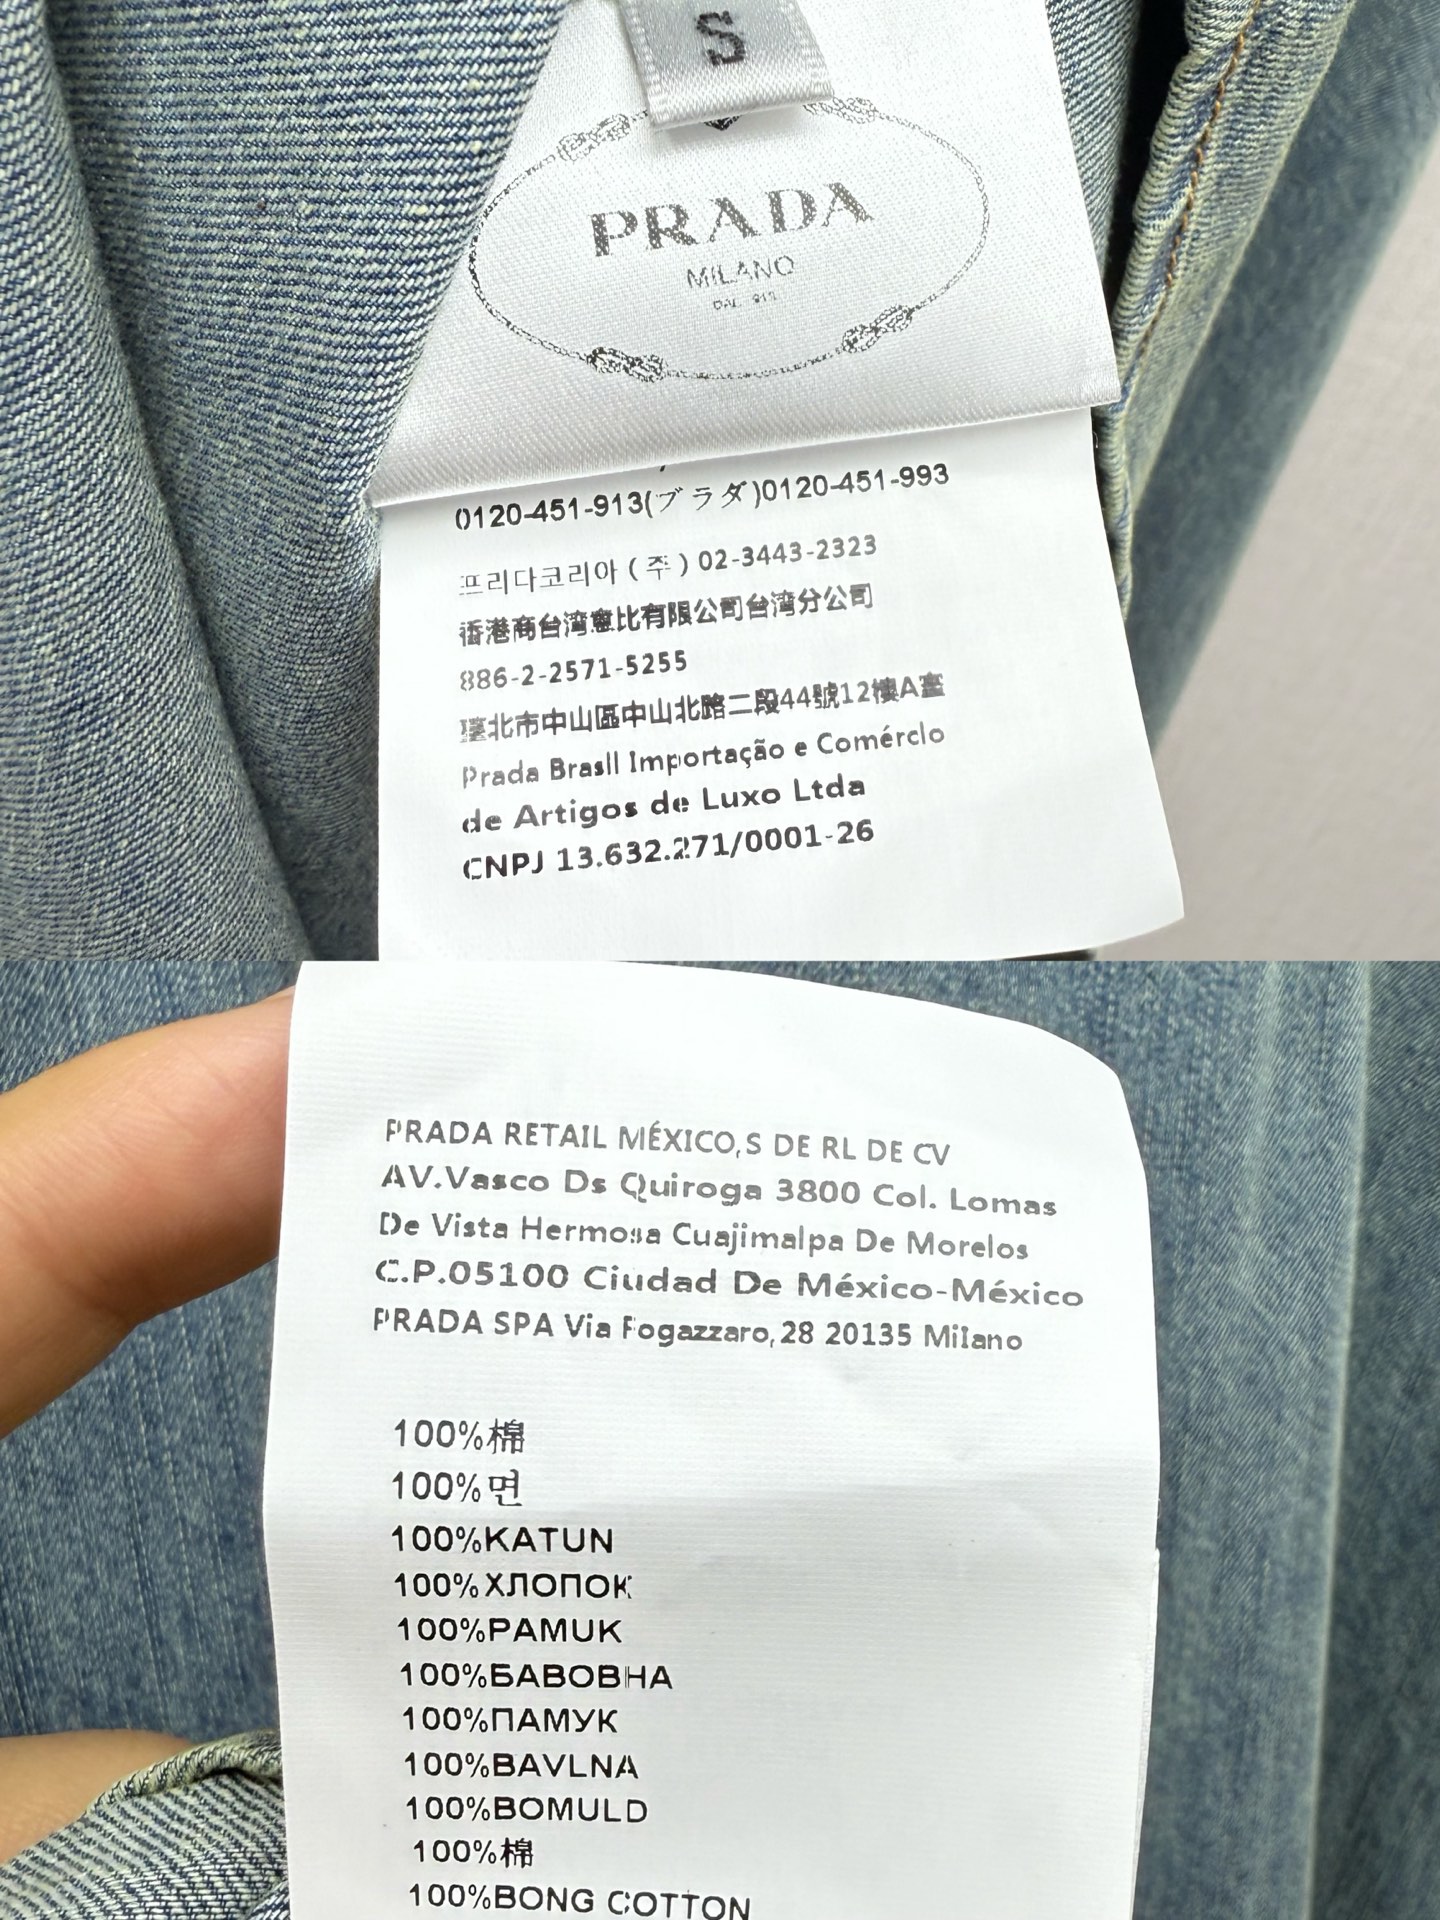 S
PRADA
MILANO
DAL 913
0120-451-913(プラダ)0120-451-993
프리다코리아(주) 02-3443-2323
香港商台湾意比有限公司台湾分公司
886-2-2571-5255
臺北市中山區中山北路二段44號12樓A室
Prada Brasil Importação e Comércio
de Artigos de Luxo Ltda
CNPJ 13.632.271/0001-26
PRADA RETAIL MÉXICO,S DE RL DE CV
AV.Vasco Ds Quiroga 3800 Col. Lomas
De Vista Hermosa Cuajimalpa De Morelos
C.P.05100 Ciudad De México-México
PRADA SPA Via Fogazzaro,28 20135 Milano
100%棉
100%면
100%KATUN
100%ХЛОПОК
100%PAMUK
100%БАВОВНА
100%ПАМУК
100%BAVLNA
100%BOMULD
100%棉
100%BONG COTTON